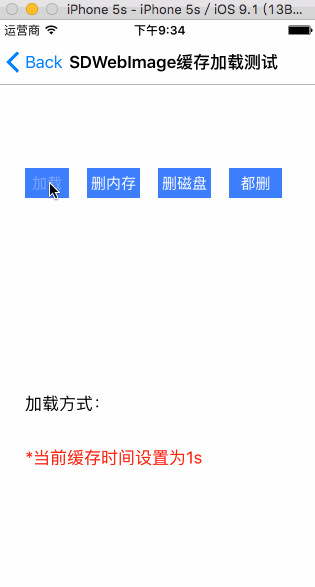 iPhone 5s - iPhone 5s / iOS 9.1 (13B...
运营商 下午9:34
Back SDWebImage缓存加载测试
加载 删内存 删磁盘 都删
加载方式：
*当前缓存时间设置为1s